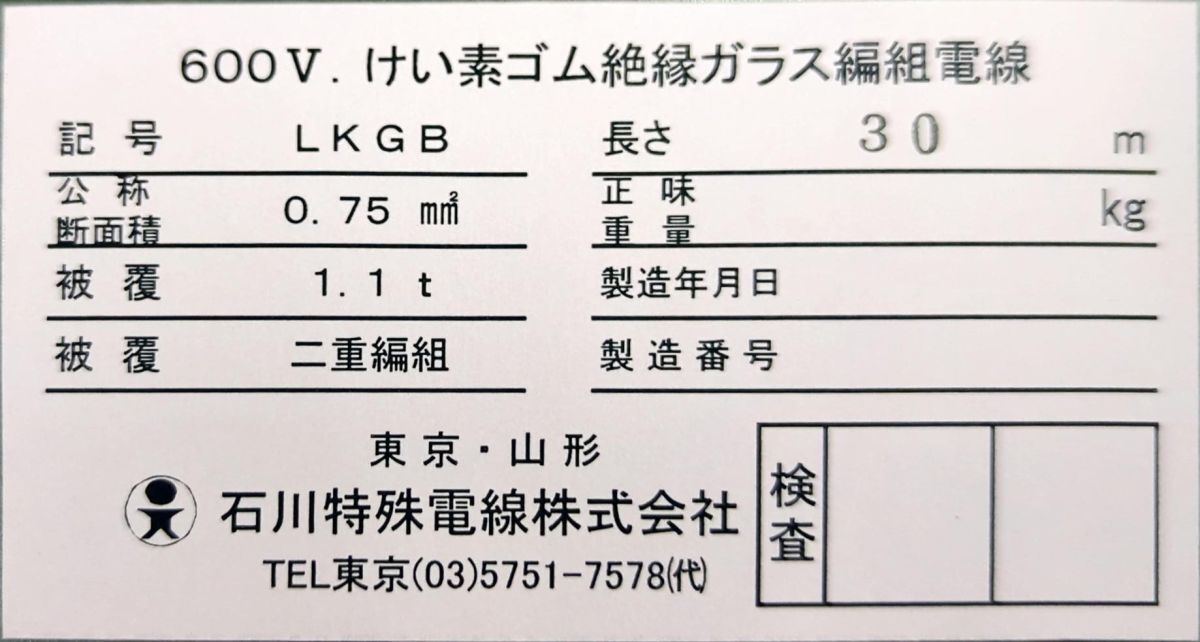 600V. けい素ゴム絶縁ガラス編組電線
記号 LKGB 長さ 30 m
公称断面積 0.75 ㎟ 正味重量 kg
被覆 1.1 t 製造年月日
被覆 二重編組 製造番号
東京・山形
石川特殊電線株式会社
TEL東京(03)5751-7578㈹
検査